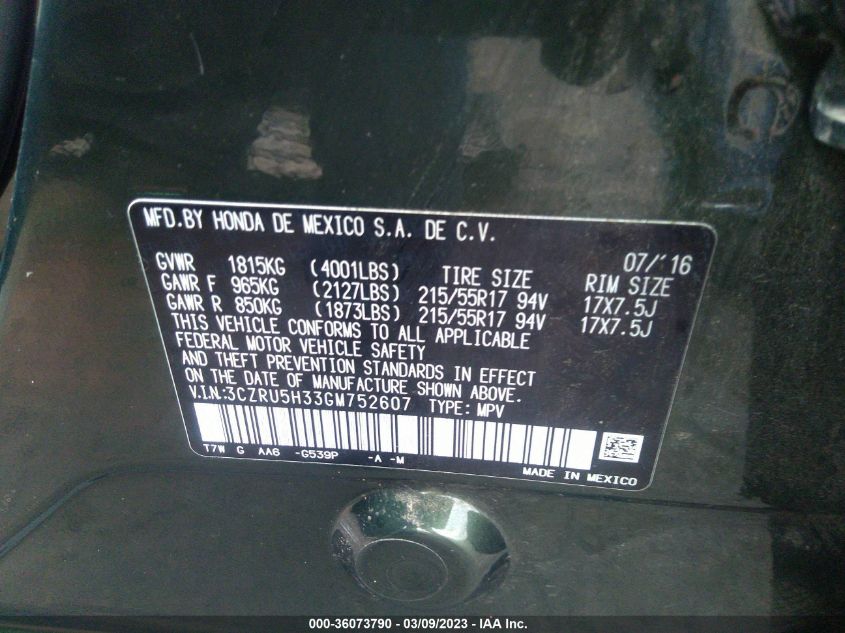 MFD.BY HONDA DE MEXICO S.A. DE C.V.
07/'16
GVWR 1815KG (4001LBS) TIRE SIZE RIM SIZE
GAWR F 965KG (2127LBS) 215/55R17 94V 17X7.5J
GAWR R 850KG (1873LBS) 215/55R17 94V 17X7.5J
THIS VEHICLE CONFORMS TO ALL APPLICABLE
FEDERAL MOTOR VEHICLE SAFETY
AND THEFT PREVENTION STANDARDS IN EFFECT
ON THE DATE OF MANUFACTURE SHOWN ABOVE.
V.I.N:3CZRU5H33GM752607 TYPE: MPV
T7W G AA6 -G539P -A -M
MADE IN MEXICO
000-36073790 - 03/09/2023 - IAA Inc.